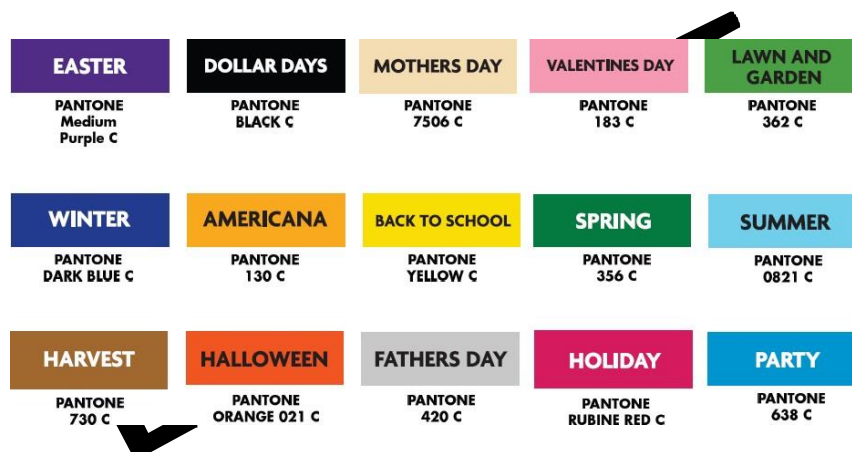 EASTER
PANTONE
Medium
Purple C
DOLLAR DAYS
PANTONE
BLACK C
MOTHERS DAY
PANTONE
7506 C
VALENTINES DAY
PANTONE
183 C
LAWN AND
GARDEN
PANTONE
362 C
WINTER
PANTONE
DARK BLUE C
AMERICANA
PANTONE
130 C
BACK TO SCHOOL
PANTONE
YELLOW C
SPRING
PANTONE
356 C
SUMMER
PANTONE
0821 C
HARVEST
PANTONE
730 C
HALLOWEEN
PANTONE
ORANGE 021 C
FATHERS DAY
PANTONE
420 C
HOLIDAY
PANTONE
RUBINE RED C
PARTY
PANTONE
638 C